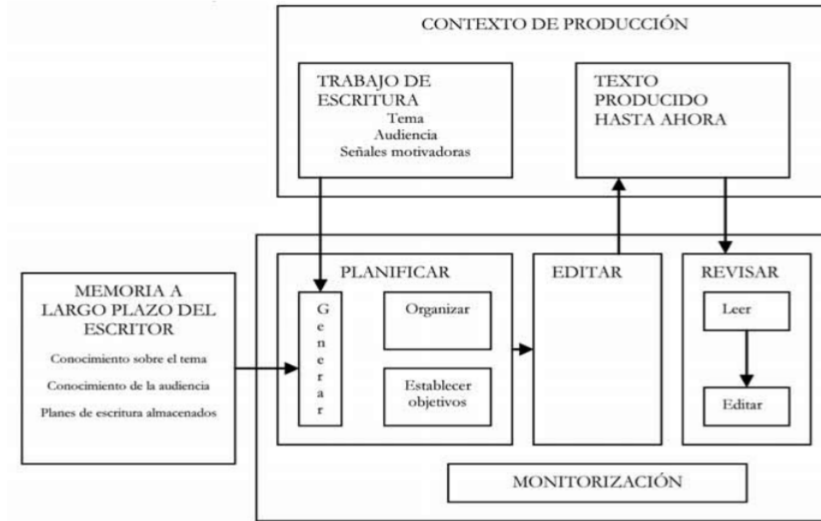 CONTEXTO DE PRODUCCIÓN
TRABAJO DE
ESCRITURA
Tema
Audiencia
Señales motivadoras
TEXTO
PRODUCIDO
HASTA AHORA
MEMORIA A
LARGO PLAZO DEL
ESCRITOR
Conocimiento sobre el tema
Conocimiento de la audiencia
Planes de escritura almacenados
PLANIFICAR
Generar
Organizar
Establecer
objetivos
EDITAR
REVISAR
Leer
Editar
MONITORIZACIÓN